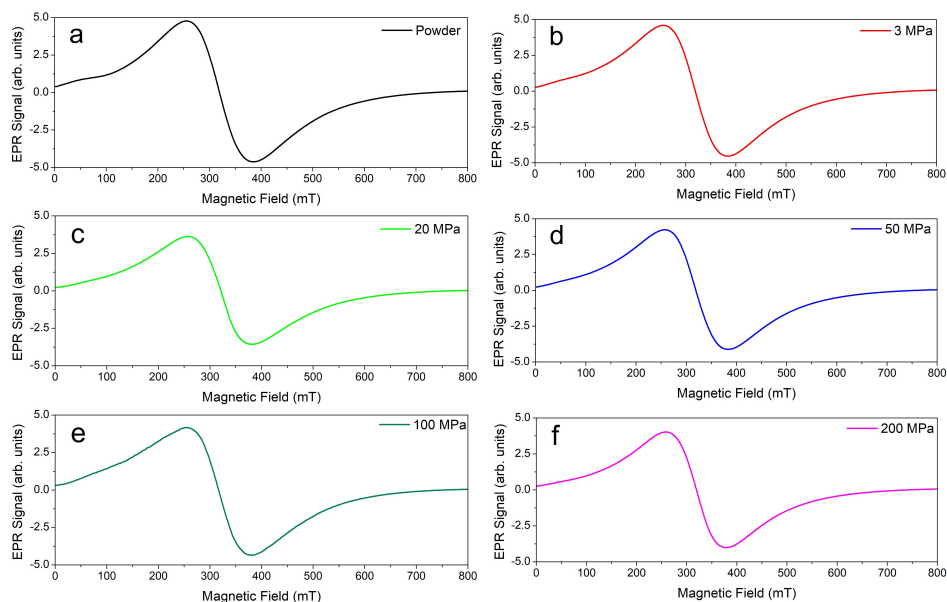 a
Powder
EPR Signal (arb. units)
5.0
2.5
0.0
-2.5
-5.0
0 100 200 300 400 500 600 700 800
Magnetic Field (mT)
b
3 MPa
EPR Signal (arb. units)
5.0
2.5
0.0
-2.5
-5.0
0 100 200 300 400 500 600 700 800
Magnetic Field (mT)
c
20 MPa
EPR Signal (arb. units)
5.0
2.5
0.0
-2.5
-5.0
0 100 200 300 400 500 600 700 800
Magnetic Field (mT)
d
50 MPa
EPR Signal (arb. units)
5.0
2.5
0.0
-2.5
-5.0
0 100 200 300 400 500 600 700 800
Magnetic Field (mT)
e
100 MPa
EPR Signal (arb. units)
5.0
2.5
0.0
-2.5
-5.0
0 100 200 300 400 500 600 700 800
Magnetic Field (mT)
f
200 MPa
EPR Signal (arb. units)
5.0
2.5
0.0
-2.5
-5.0
0 100 200 300 400 500 600 700 800
Magnetic Field (mT)